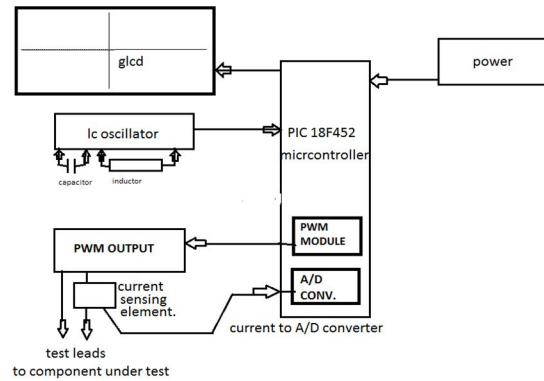 glcd
power
lc oscillator
capacitor
inductor
PIC 18F452
micrcontroller
PWM
MODULE
PWM OUTPUT
A/D
CONV.
current
sensing
element.
current to A/D converter
test leads
to component under test